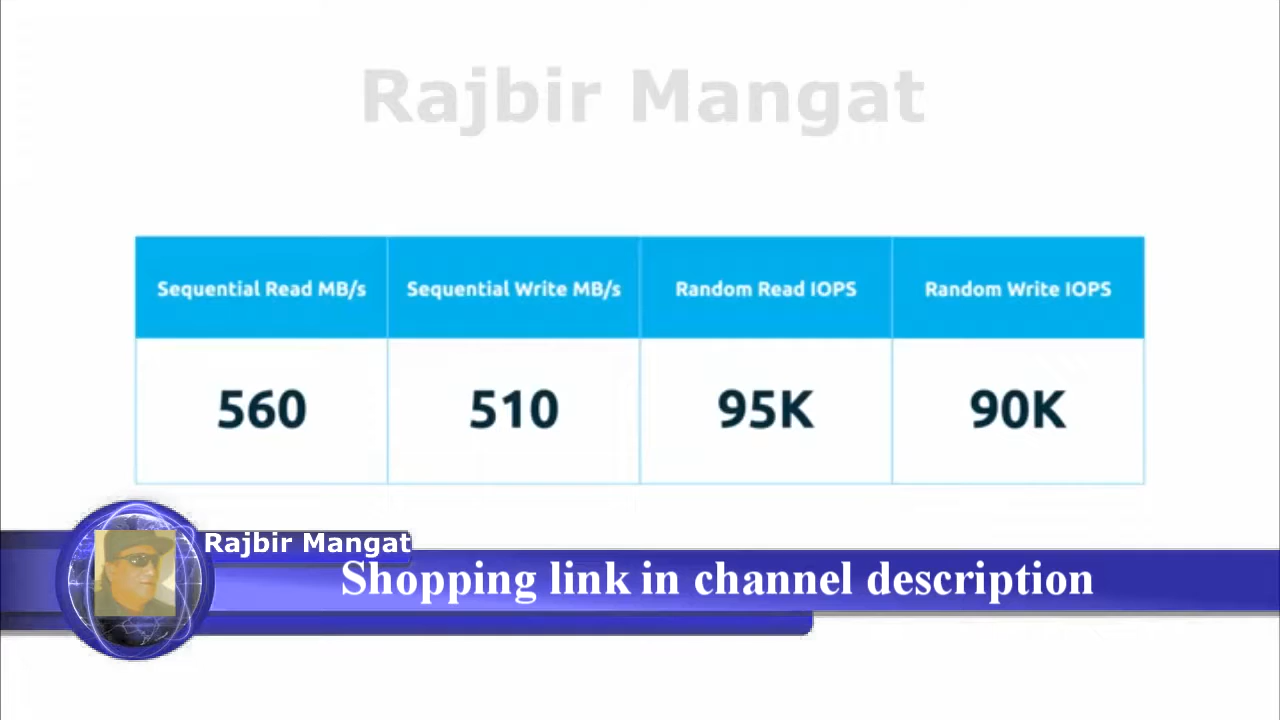 Rajbir Mangat
Sequential Read MB/s Sequential Write MB/s Random Read IOPS Random Write IOPS
560 510 95K 90K
Rajbir Mangat
Shopping link in channel description